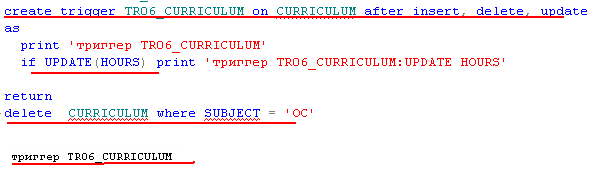 create trigger TR06_CURRICULUM on CURRICULUM after insert, delete, update
as
print 'триггер TR06_CURRICULUM'
if UPDATE(HOURS) print 'триггер TR06_CURRICULUM:UPDATE HOURS'
return
delete CURRICULUM where SUBJECT = 'ОС'
триггер TR06_CURRICULUM